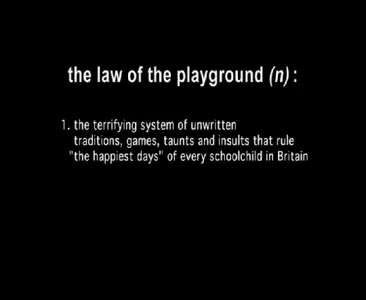 the law of the playground (n) :
1. the terrifying system of unwritten
traditions, games, taunts and insults that rule
"the happiest days" of every schoolchild in Britain